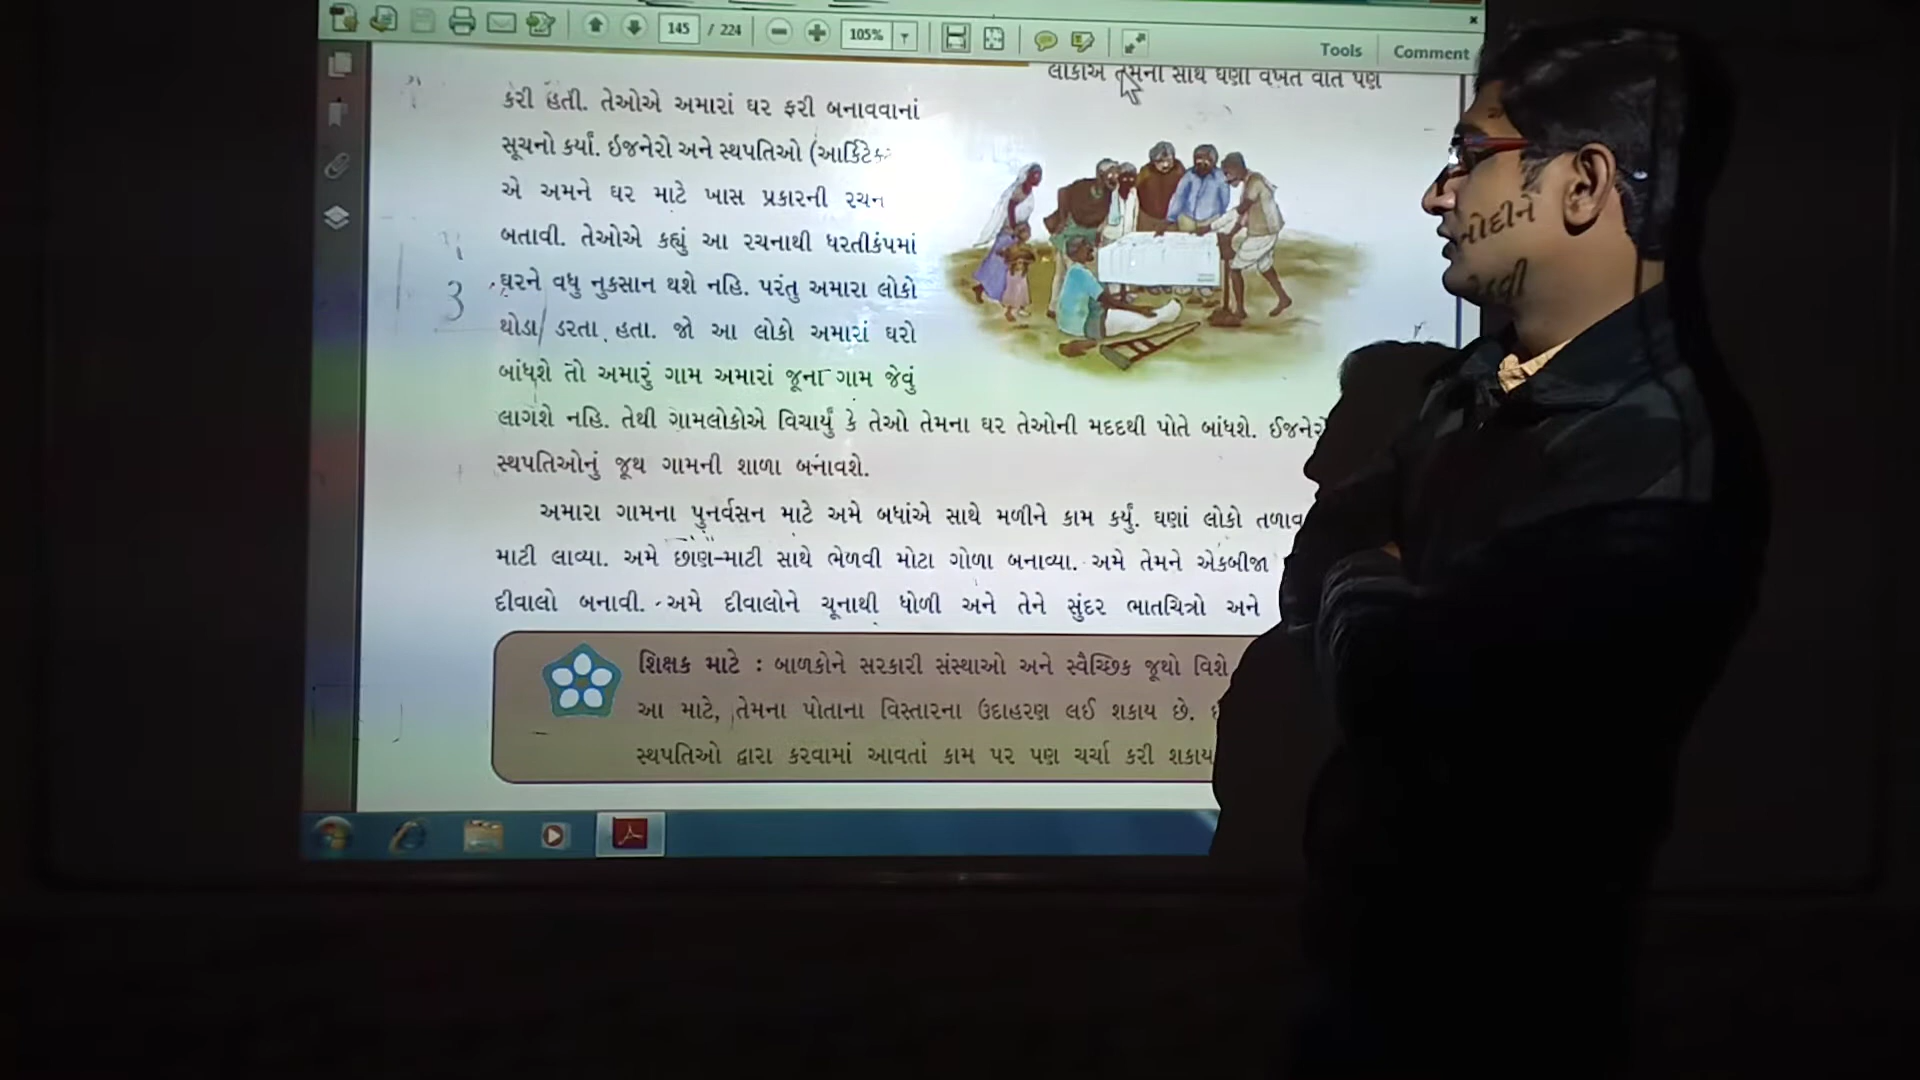 145 / 224 105% Tools Comment
લોકોએ તેમની સાથે ઘણી વખત વાત પણ
કરી હતી. તેઓએ અમારાં ઘર ફરી બનાવવાનાં
સૂચનો કર્યાં. ઇજનેરો અને સ્થપતિઓ (આર્કિટેક
એ અમને ઘર માટે ખાસ પ્રકારની રચન
બતાવી. તેઓએ કહ્યું આ રચનાથી ધરતીકંપમાં
ઘરને વધુ નુકસાન થશે નહિ. પરંતુ અમારા લોકો
થોડા ડરતા હતા. જો આ લોકો અમારાં ઘરો
બાંધશે તો અમારું ગામ અમારાં જૂના ગામ જેવું
લાગશે નહિ. તેથી ગામલોકોએ વિચાર્યું કે તેઓ તેમના ઘર તેઓની મદદથી પોતે બાંધશે. ઈજનેરો
સ્થપતિઓનું જૂથ ગામની શાળા બનાવશે.
અમારા ગામના પુનર્વસન માટે અમે બધાંએ સાથે મળીને કામ કર્યું. ઘણાં લોકો તળાવ
ખોદીને
માટી લાવ્યા. અમે છાણ-માટી સાથે ભેળવી મોટા ગોળા બનાવ્યા. અમે તેમને એકબીજા
દીવાલો બનાવી. અમે દીવાલોને ચૂનાથી ધોળી અને તેને સુંદર ભાતચિત્રો અને
શિક્ષક માટે : બાળકોને સરકારી સંસ્થાઓ અને સ્વૈચ્છિક જૂથો વિશે
આ માટે, તેમના પોતાના વિસ્તારના ઉદાહરણ લઈ શકાય છે.
સ્થપતિઓ દ્વારા કરવામાં આવતાં કામ પર પણ ચર્ચા કરી શકાય
3